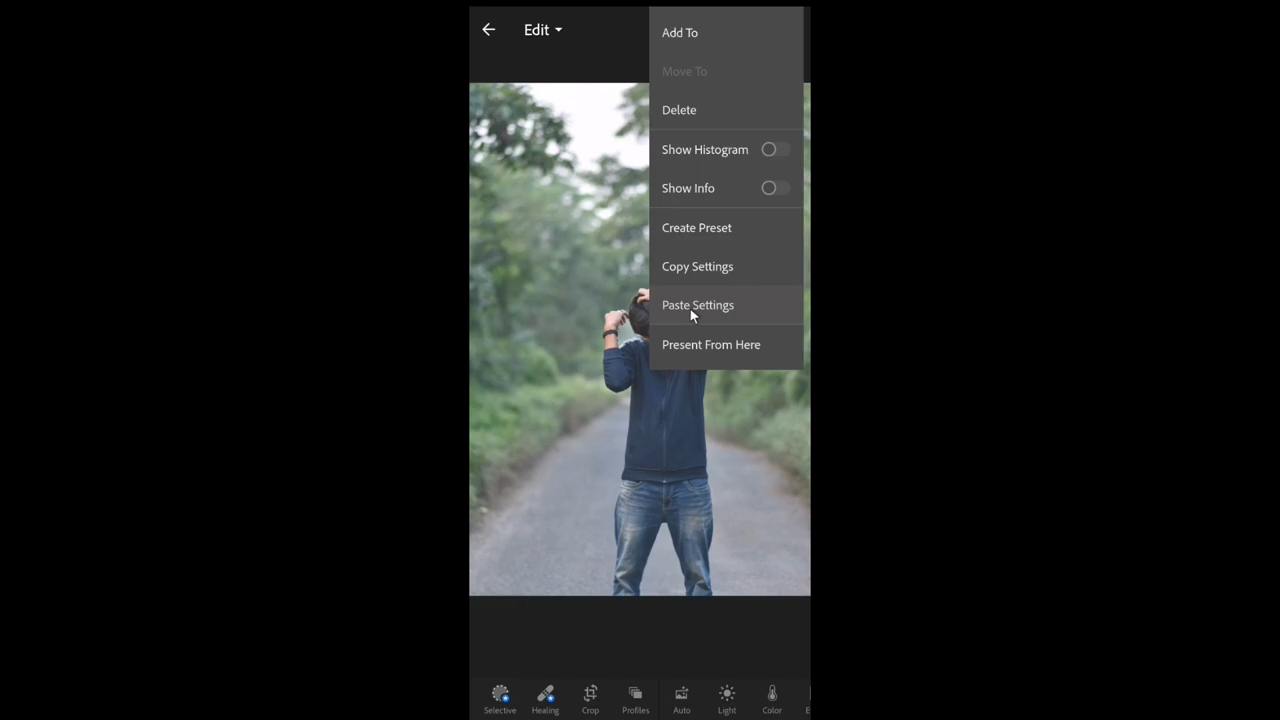 Edit
Add To
Move To
Delete
Show Histogram
Show Info
Create Preset
Copy Settings
Paste Settings
Present From Here
Selective
Healing
Crop
Profiles
Auto
Light
Color